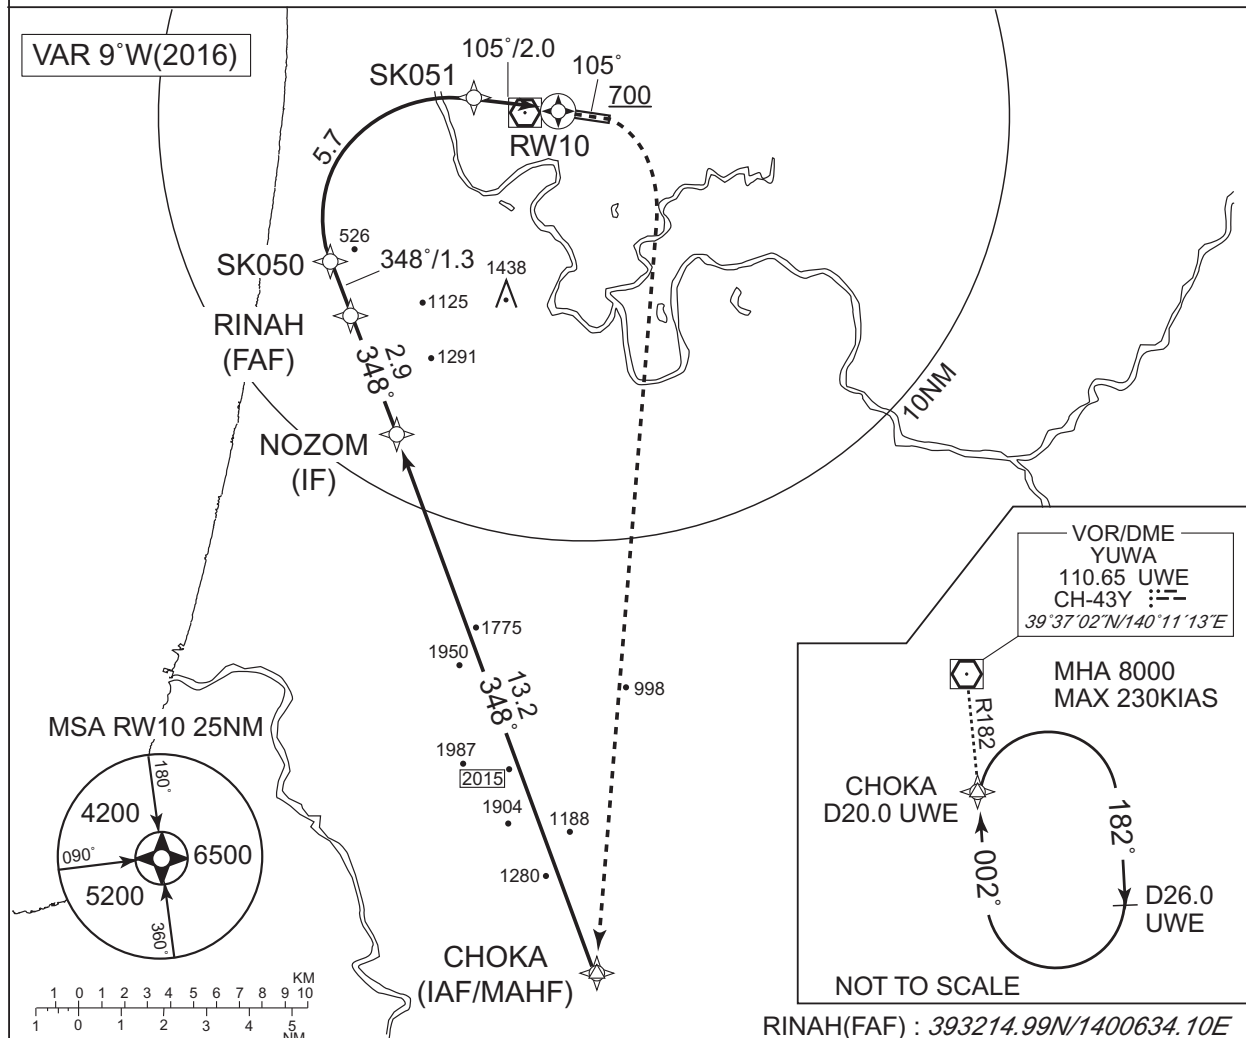 VAR 9°W(2016)
105°/2.0
SK051
105°
700
RW10
5.7
526
SK050
348°/1.3
1438
1125
RINAH
(FAF)
2.9
348°
1291
10NM
NOZOM
(IF)
VOR/DME
YUWA
110.65 UWE
CH-43Y
39°37´02˝N/140°11´13˝E
1775
1950
13.2
348°
998
MHA 8000
MAX 230KIAS
R182
MSA RW10 25NM
180°
4200
090°
6500
5200
360°
1987
2015
1904
1188
1280
CHOKA
D20.0 UWE
182°
002°
D26.0
UWE
CHOKA
(IAF/MAHF)
NOT TO SCALE
KM
1 0 1 2 3 4 5 6 7 8 9 10
1 0 1 2 3 4 5
NM
RINAH(FAF) : 393214.99N/1400634.10E